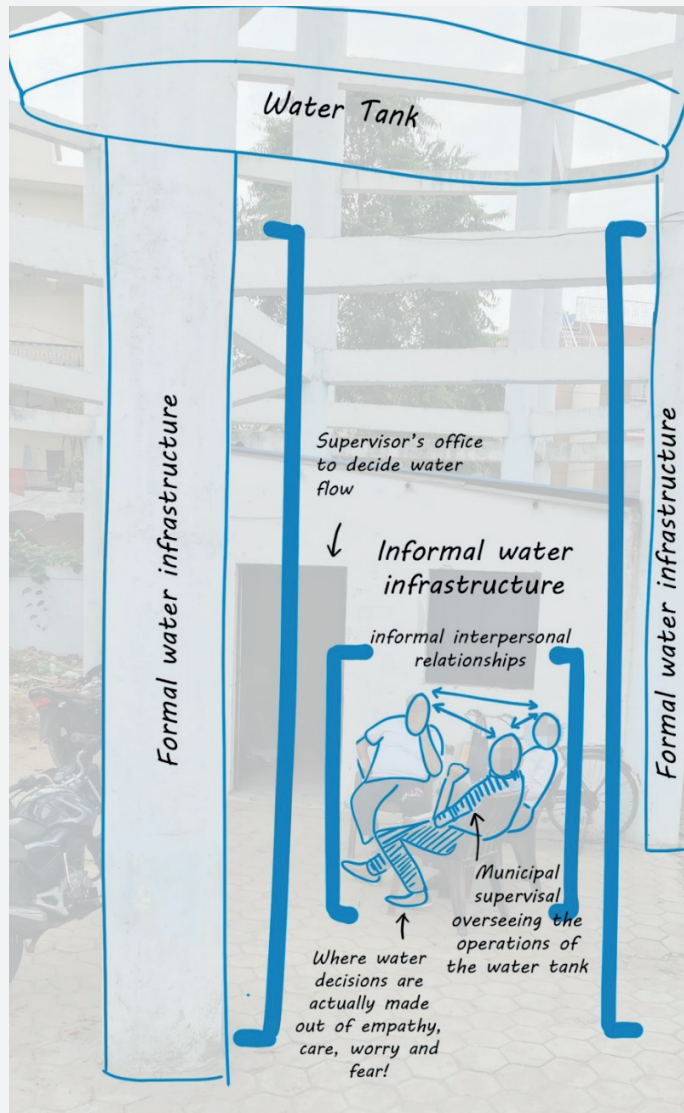 Water Tank
Formal water infrastructure
Supervisor's office
to decide water
flow
Informal water
infrastructure
informal interpersonal
relationships
Formal water infrastructure
Municipal
supervisal
overseeing the
operations of
the water tank
Where water
decisions are
actually made
out of empathy,
care, worry and
fear!